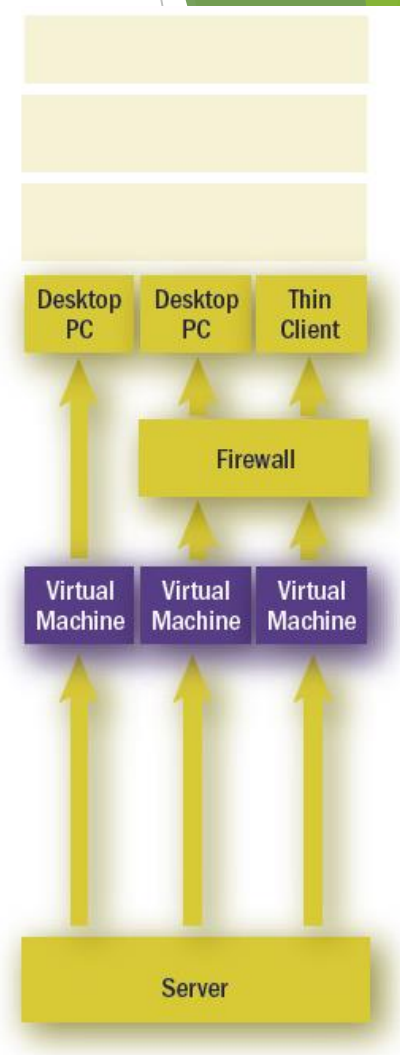 Desktop
PC
Desktop
PC
Thin
Client
Firewall
Virtual
Machine
Virtual
Machine
Virtual
Machine
Server